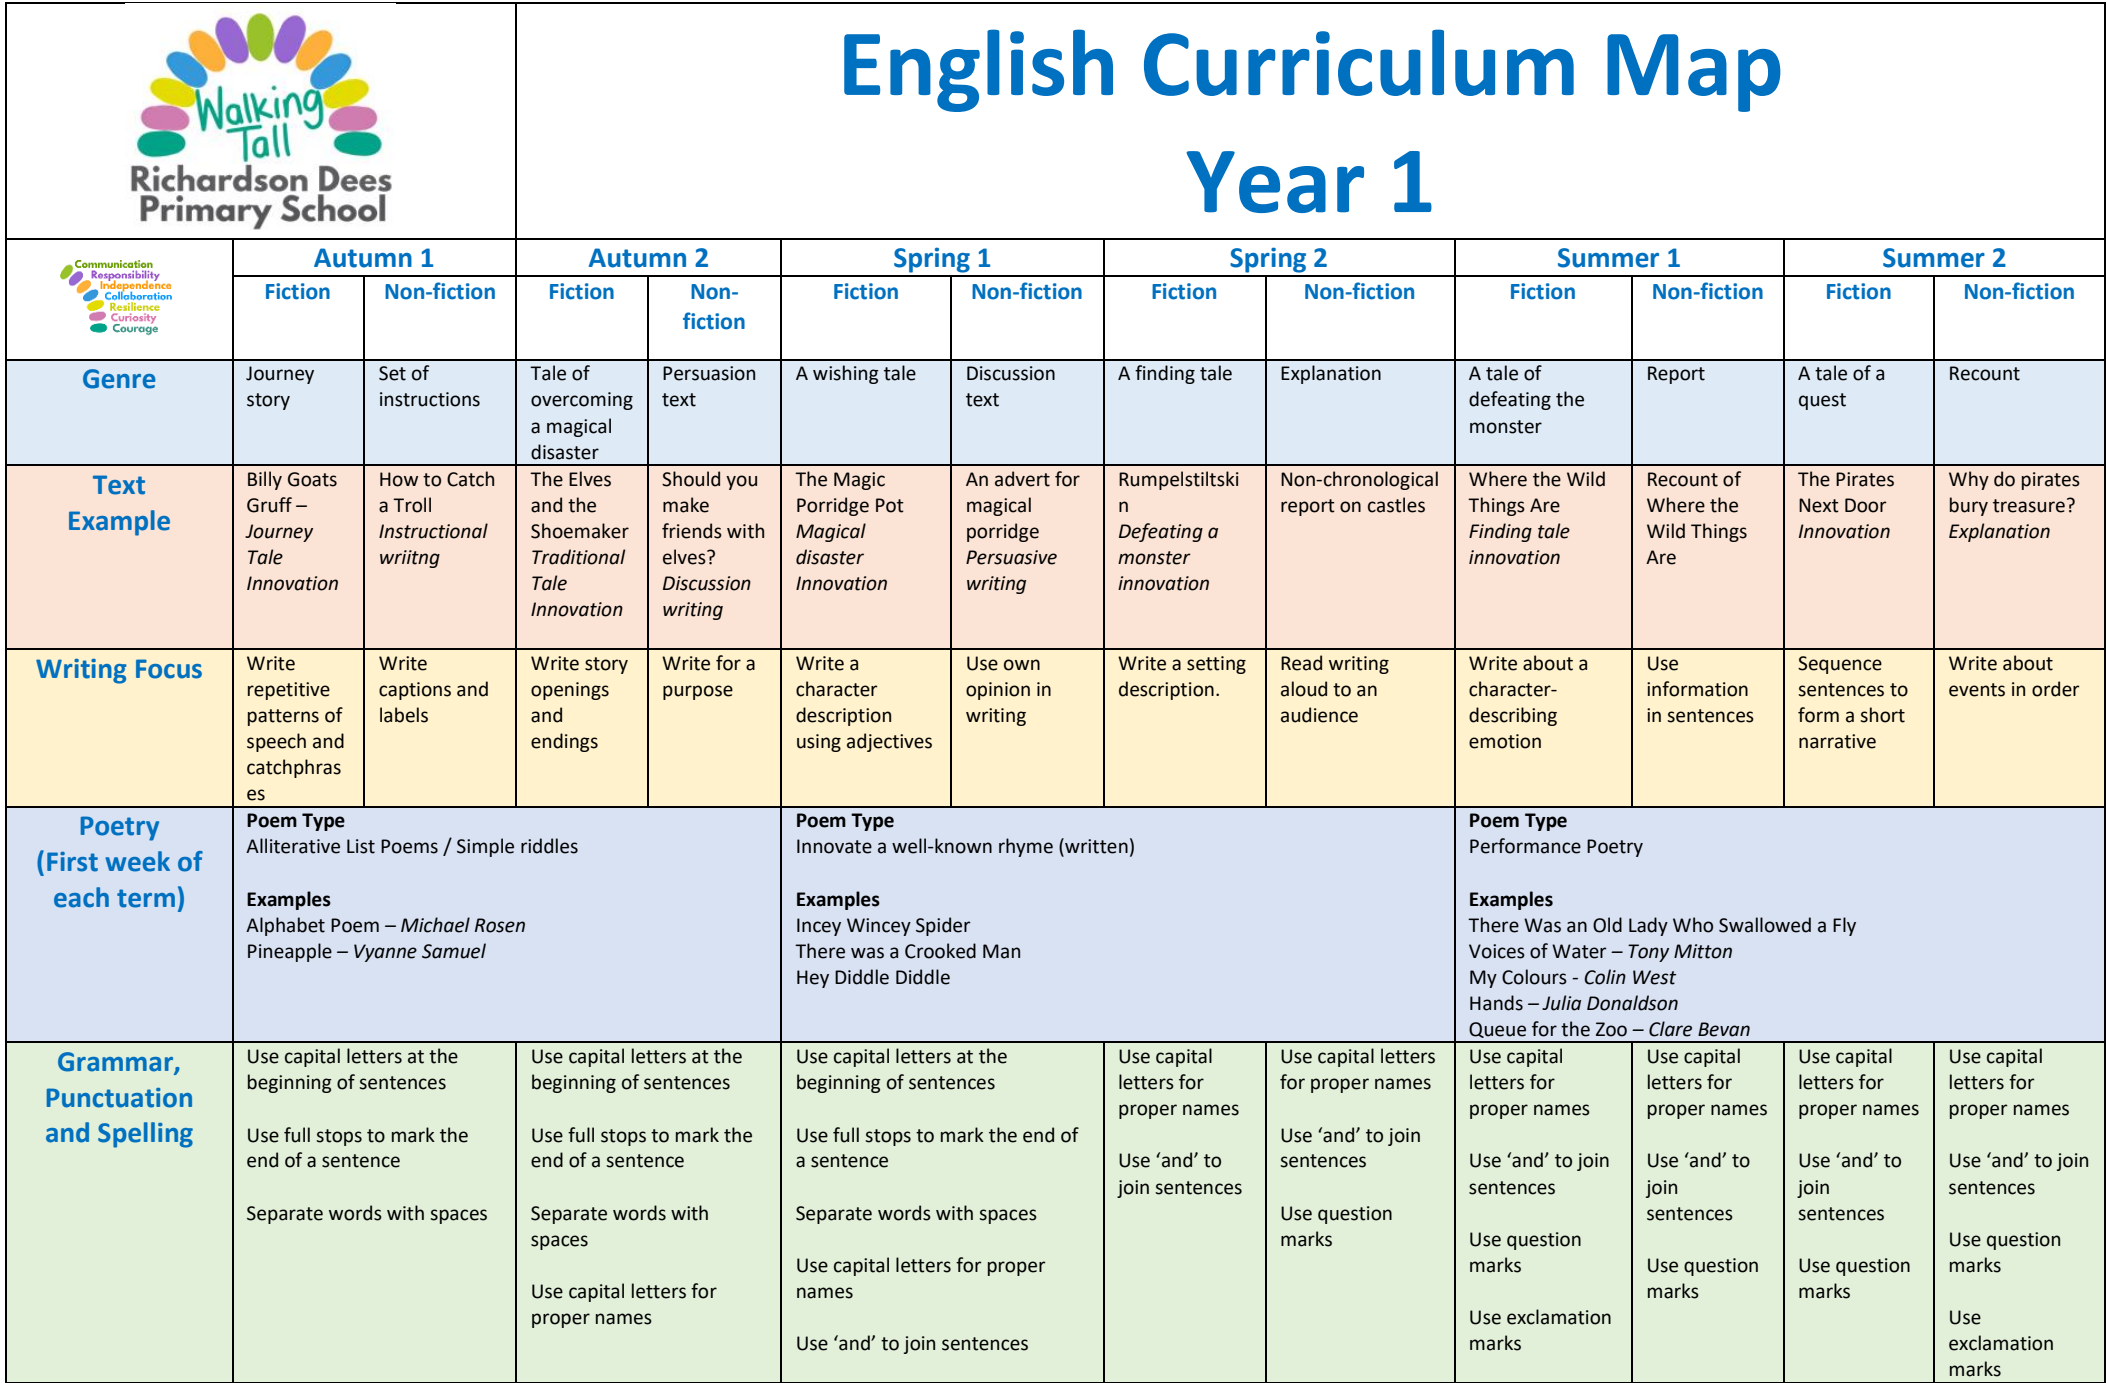 Walking
Tall
Richardson Dees
Primary School
English Curriculum Map
Year 1
Communication
Responsibility
Independence
Collaboration
Resilience
Curiosity
Courage
Autumn 1
Autumn 2
Spring 1
Spring 2
Summer 1
Summer 2
Fiction
Non-fiction
Fiction
Non-
fiction
Fiction
Non-fiction
Fiction
Non-fiction
Fiction
Non-fiction
Fiction
Non-fiction
Genre
Journey
story
Set of
instructions
Tale of
overcoming
a magical
disaster
Persuasion
text
A wishing tale
Discussion
text
A finding tale
Explanation
A tale of
defeating the
monster
Report
A tale of a
quest
Recount
Text
Example
Billy Goats
Gruff –
Journey
Tale
Innovation
How to Catch
a Troll
Instructional
wriitng
The Elves
and the
Shoemaker
Traditional
Tale
Innovation
Should you
make
friends with
elves?
Discussion
writing
The Magic
Porridge Pot
Magical
disaster
Innovation
An advert for
magical
porridge
Persuasive
writing
Rumpelstiltski
n
Defeating a
monster
innovation
Non-chronological
report on castles
Where the Wild
Things Are
Finding tale
innovation
Recount of
Where the
Wild Things
Are
The Pirates
Next Door
Innovation
Why do pirates
bury treasure?
Explanation
Writing Focus
Write
repetitive
patterns of
speech and
catchphras
es
Write
captions and
labels
Write story
openings
and
endings
Write for a
purpose
Write a
character
description
using adjectives
Use own
opinion in
writing
Write a setting
description.
Read writing
aloud to an
audience
Write about a
character-
describing
emotion
Use
information
in sentences
Sequence
sentences to
form a short
narrative
Write about
events in order
Poetry
(First week of
each term)
Poem Type
Alliterative List Poems / Simple riddles
Examples
Alphabet Poem – Michael Rosen
Pineapple – Vyanne Samuel
Poem Type
Innovate a well-known rhyme (written)
Examples
Incey Wincey Spider
There was a Crooked Man
Hey Diddle Diddle
Poem Type
Performance Poetry
Examples
There Was an Old Lady Who Swallowed a Fly
Voices of Water – Tony Mitton
My Colours - Colin West
Hands – Julia Donaldson
Queue for the Zoo – Clare Bevan
Grammar,
Punctuation
and Spelling
Use capital letters at the
beginning of sentences
Use full stops to mark the
end of a sentence
Separate words with spaces
Use capital letters at the
beginning of sentences
Use full stops to mark the
end of a sentence
Separate words with
spaces
Use capital letters for
proper names
Use capital letters at the
beginning of sentences
Use full stops to mark the end of
a sentence
Separate words with spaces
Use capital letters for proper
names
Use ‘and’ to join sentences
Use capital
letters for
proper names
Use ‘and’ to
join sentences
Use capital letters
for proper names
Use ‘and’ to join
sentences
Use question
marks
Use capital
letters for
proper names
Use ‘and’ to join
sentences
Use question
marks
Use exclamation
marks
Use capital
letters for
proper names
Use ‘and’ to
join
sentences
Use question
marks
Use capital
letters for
proper names
Use ‘and’ to
join
sentences
Use question
marks
Use capital
letters for
proper names
Use ‘and’ to join
sentences
Use question
marks
Use
exclamation
marks